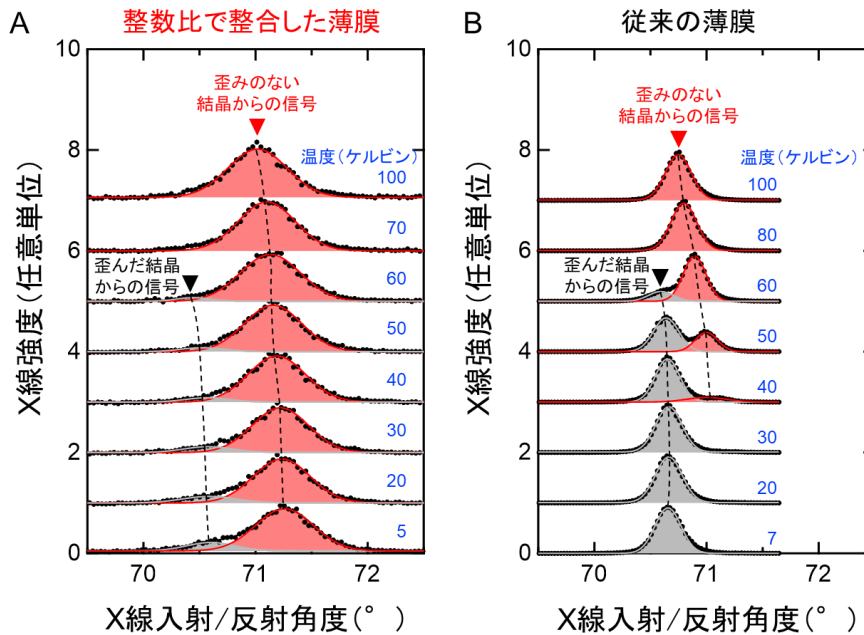 A
整数比で整合した薄膜
X線強度（任意単位）
10
8
6
4
2
0
歪みのない
結晶からの信号
温度（ケルビン）
100
70
60
50
40
30
20
5
歪んだ結晶
からの信号
70
71
72
X線入射/反射角度（°）
B
従来の薄膜
X線強度（任意単位）
10
8
6
4
2
0
歪みのない
結晶からの信号
温度（ケルビン）
100
80
60
50
40
30
20
7
歪んだ結晶
からの信号
70
71
72
X線入射/反射角度（°）